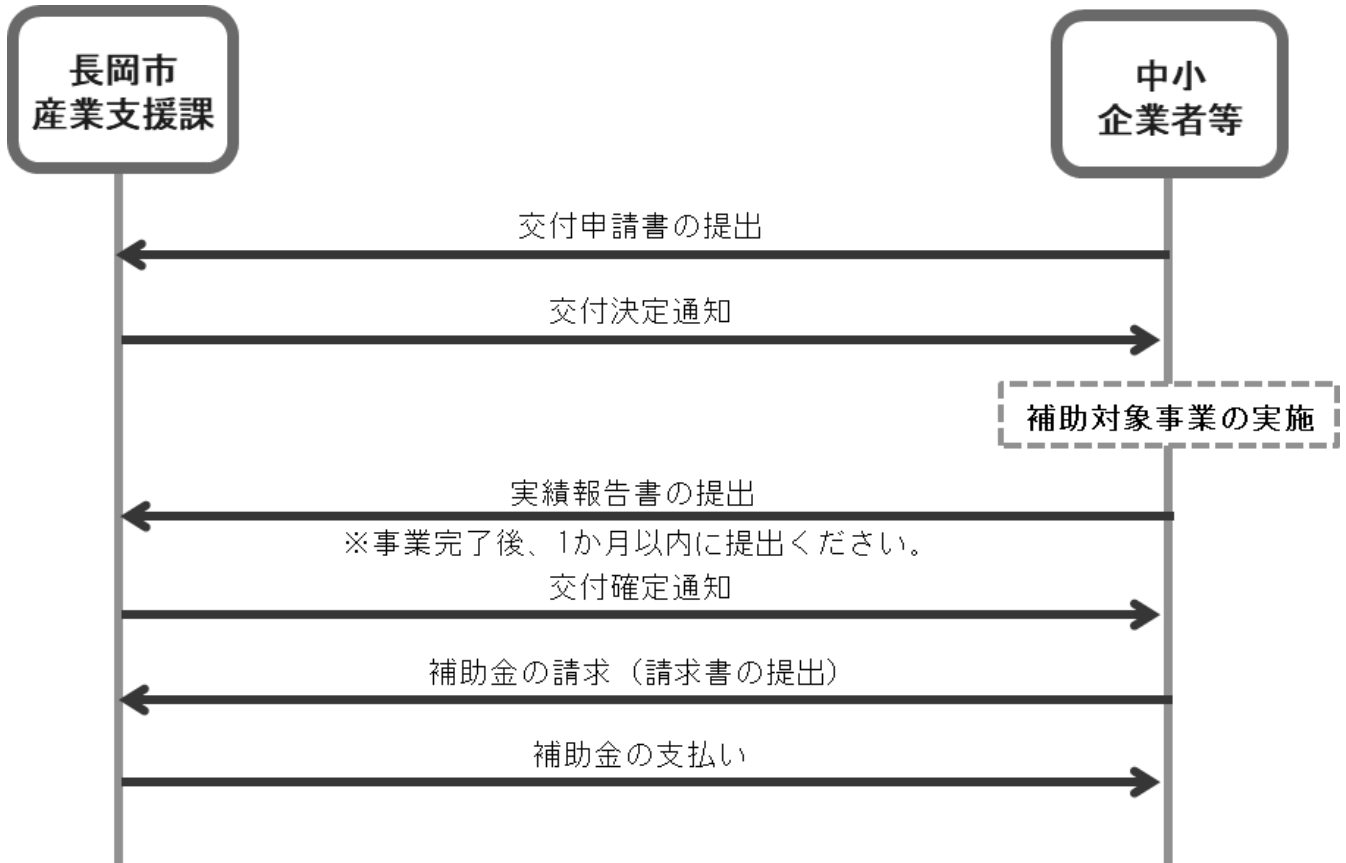 長岡市
産業支援課
中小
企業者等
交付申請書の提出
交付決定通知
補助対象事業の実施
実績報告書の提出
※事業完了後、1か月以内に提出ください。
交付確定通知
補助金の請求（請求書の提出）
補助金の支払い